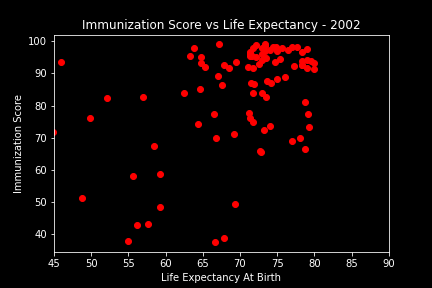 Immunization Score vs Life Expectancy - 2002
Immunization Score
100
90
80
70
60
50
40
45 50 55 60 65 70 75 80 85 90
Life Expectancy At Birth